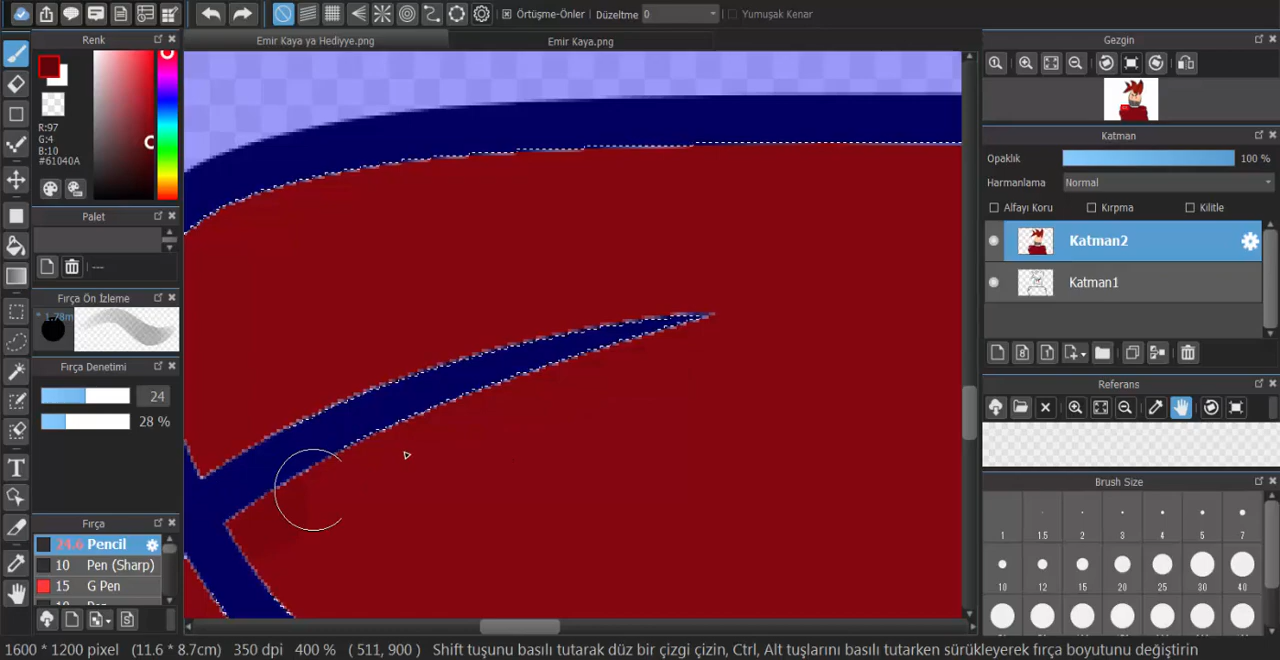 Örtüşme-Önler
Düzeltme
0
Yumuşak Kenar
Renk
R:97
G:4
B:10
#61040A
Palet
---
Fırça Ön İzleme
* 1.78m
Fırça Denetimi
24
28 %
Fırça
24.6 Pencil
10 Pen (Sharp)
15 G Pen
Emir Kaya ya Hediyye.png
Emir Kaya.png
Gezgin
Katman
Opaklık
100 %
Harmanlama
Normal
Alfayı Koru
Kırpma
Kilitle
Katman2
Katman1
Referans
Brush Size
1 1.5 2 3 4 5 7
10 12 15 20 25 30 40
1600 * 1200 pixel (11.6 * 8.7cm) 350 dpi 400 % ( 511, 900 ) Shift tuşunu basılı tutarak düz bir çizgi çizin, Ctrl, Alt tuşlarını basılı tutarken sürükleyerek fırça boyutunu değiştirin